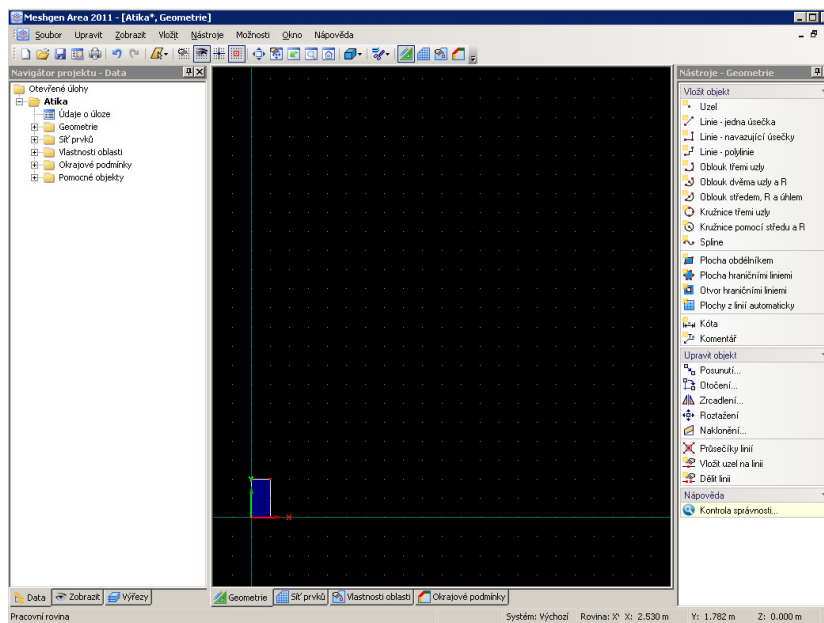 Meshgen Area 2011 - [Atika*, Geometrie]
Soubor Upravit Zobrazit Vložit Nástroje Možnosti Okno Nápověda
Navigátor projektu - Data
Otevřené úlohy
Atika
Údaje o úloze
Geometrie
Síť prvků
Vlastnosti oblasti
Okrajové podmínky
Pomocné objekty
Y
X
Nástroje - Geometrie
Vložit objekt
Uzel
Linie - jedna úsečka
Linie - navazující úsečky
Linie - polylinie
Oblouk třemi uzly
Oblouk dvěma uzly a R
Oblouk středem, R a úhlem
Kružnice třemi uzly
Kružnice pomocí středu a R
Spline
Plocha obdélníkem
Plocha hraničními liniemi
Otvor hraničními liniemi
Plochy z linií automaticky
Kóta
Komentář
Upravit objekt
Posunutí...
Otočení...
Zrcadlení...
Roztažení
Naklonění...
Průsečíky linií
Vložit uzel na linii
Dělit linii
Nápověda
Kontrola správnosti...
Data Zobrazit Výřezy
Geometrie Síť prvků Vlastnosti oblasti Okrajové podmínky
Pracovní rovina Systém: Výchozí Rovina: X X: 2.530 m Y: 1.782 m Z: 0.000 m